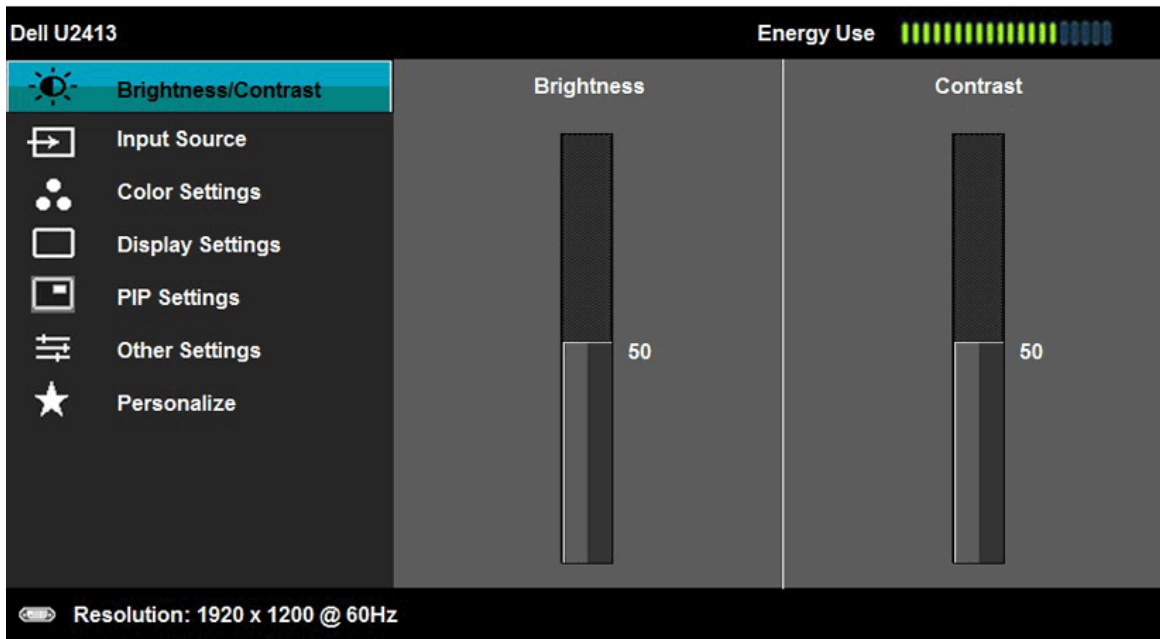 Dell U2413
Energy Use
Brightness/Contrast
Input Source
Color Settings
Display Settings
PIP Settings
Other Settings
Personalize
Brightness
50
Contrast
50
Resolution: 1920 x 1200 @ 60Hz